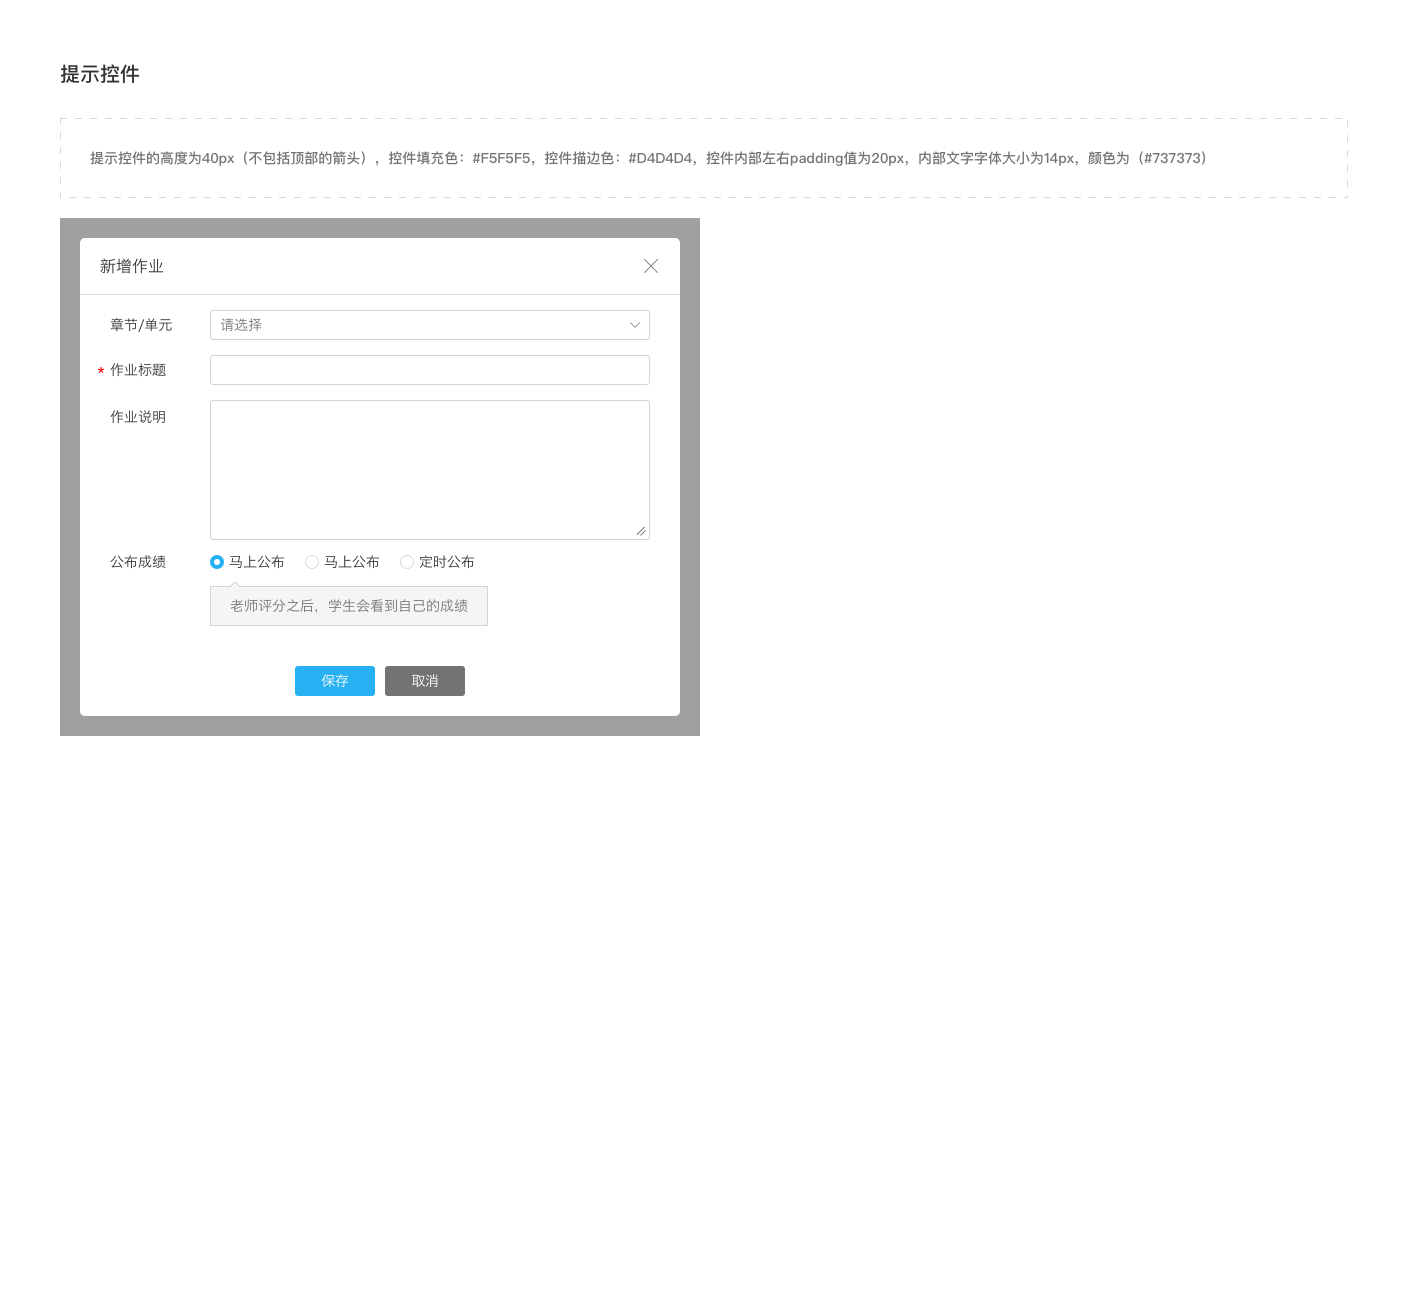 提示控件
提示控件的高度为40px（不包括顶部的箭头），控件填充色：#F5F5F5，控件描边色：#D4D4D4，控件内部左右padding值为20px，内部文字字体大小为14px，颜色为（#737373）
新增作业
章节/单元 请选择
* 作业标题
作业说明
公布成绩 马上公布 马上公布 定时公布
老师评分之后，学生会看到自己的成绩
保存 取消